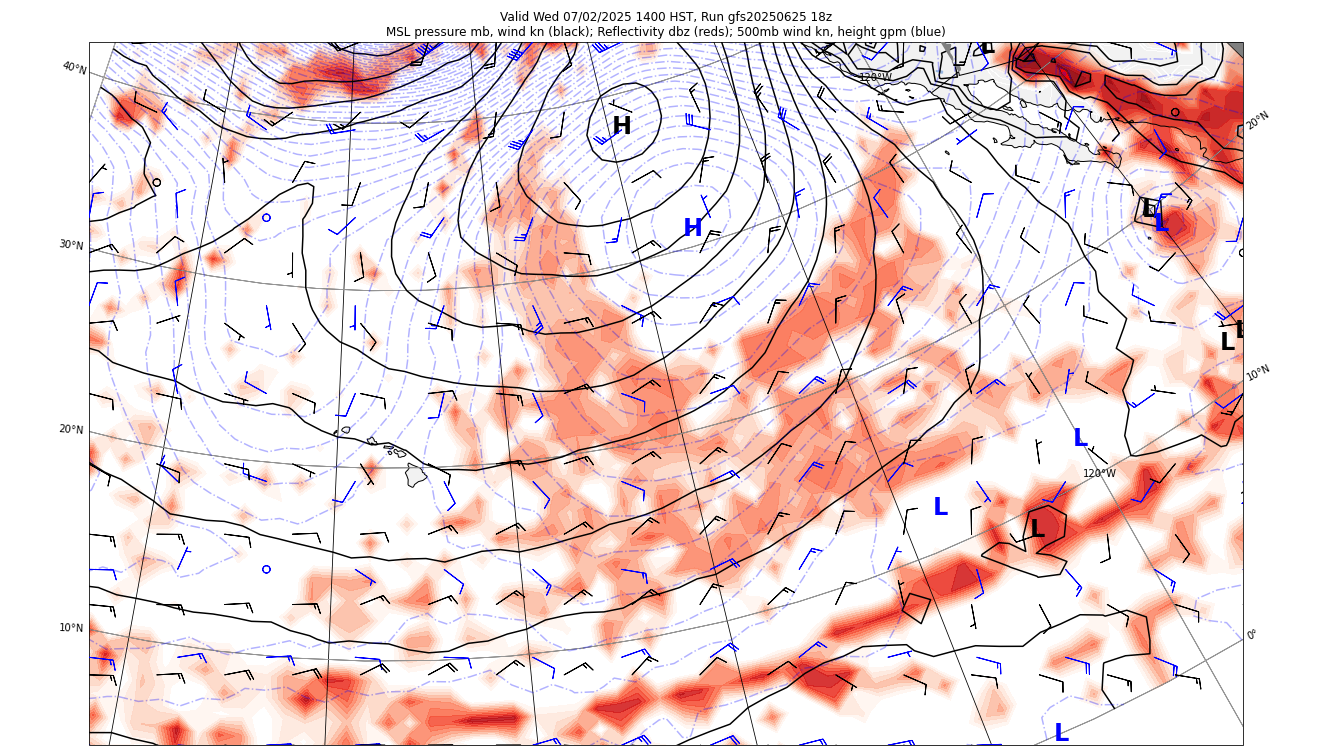 Valid Wed 07/02/2025 1400 HST, Run gfs20250625 18z
MSL pressure mb, wind kn (black); Reflectivity dbz (reds); 500mb wind kn, height gpm (blue)
L
40°N
120°W
20°N
H
L
L
H
30°N
L
10°N
20°N
L
120°W
L
L
10°N
0°
L